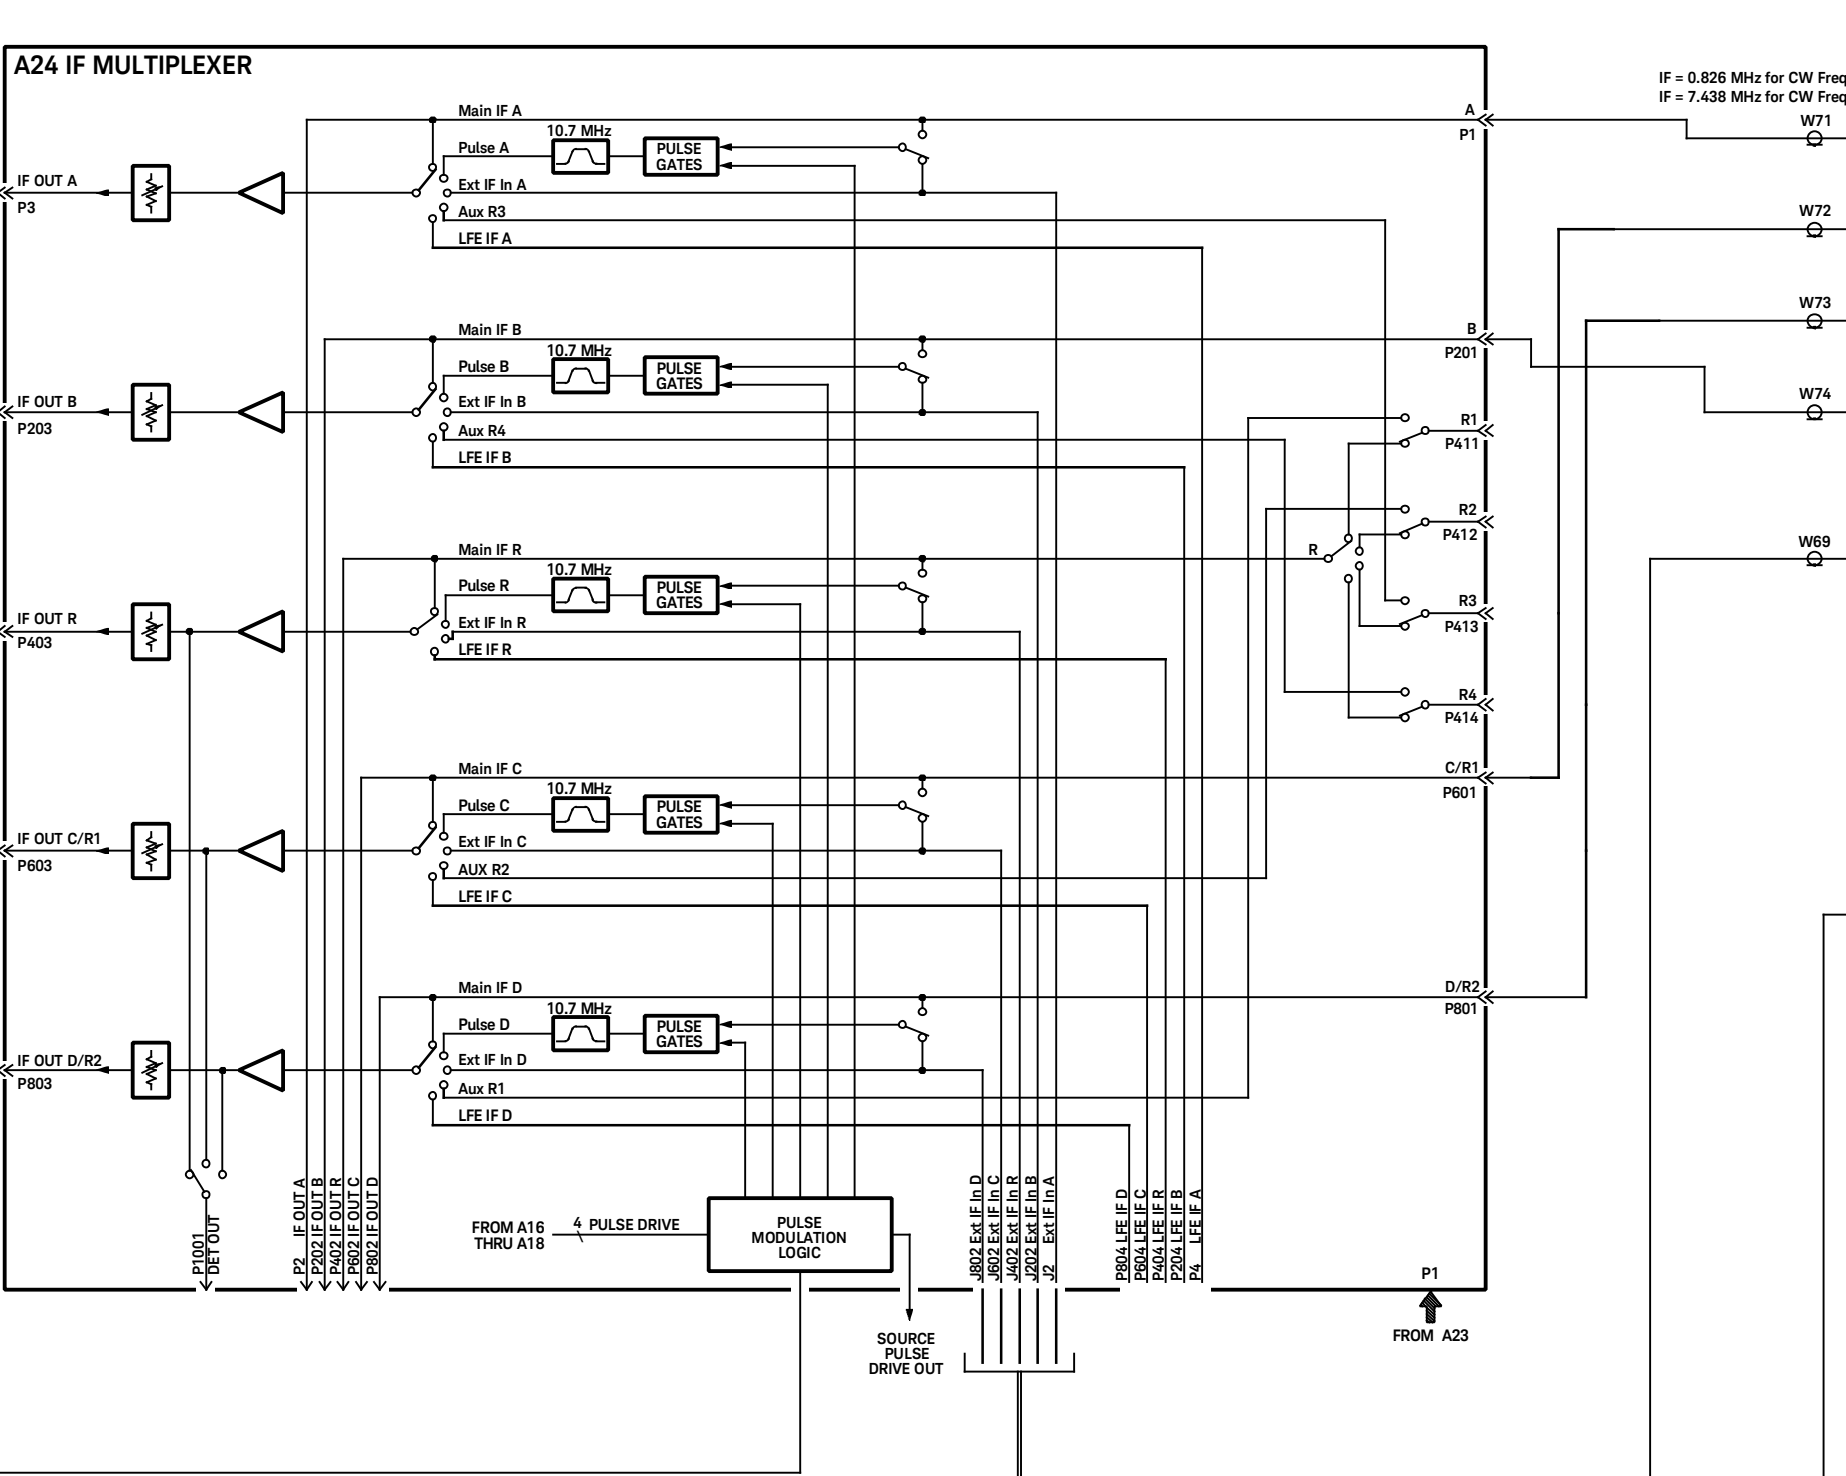 A24 IF MULTIPLEXER
IF = 0.826 MHz for CW Freq
IF = 7.438 MHz for CW Freq
Main IF A
A
P1
W71
10.7 MHz
Pulse A
PULSE
GATES
IF OUT A
P3
Ext IF In A
Aux R3
LFE IF A
W72
W73
Main IF B
B
P201
10.7 MHz
Pulse B
PULSE
GATES
W74
IF OUT B
P203
Ext IF In B
Aux R4
LFE IF B
R1
P411
R2
P412
Main IF R
R
W69
10.7 MHz
Pulse R
PULSE
GATES
IF OUT R
P403
Ext IF In R
LFE IF R
R3
P413
R4
P414
Main IF C
C/R1
P601
10.7 MHz
Pulse C
PULSE
GATES
IF OUT C/R1
P603
Ext IF In C
AUX R2
LFE IF C
Main IF D
D/R2
P801
10.7 MHz
Pulse D
PULSE
GATES
IF OUT D/R2
P803
Ext IF In D
Aux R1
LFE IF D
P1001
DET OUT
P2 IF OUT A
P202 IF OUT B
P402 IF OUT R
P602 IF OUT C
P802 IF OUT D
FROM A16
THRU A18
4 PULSE DRIVE
PULSE
MODULATION
LOGIC
J802 Ext IF In D
J602 Ext IF In C
J402 Ext IF In R
J202 Ext IF In B
J2 Ext IF In A
P804 LFE IF D
P604 LFE IF C
P404 LFE IF R
P204 LFE IF B
P4 LFE IF A
P1
FROM A23
SOURCE
PULSE
DRIVE OUT